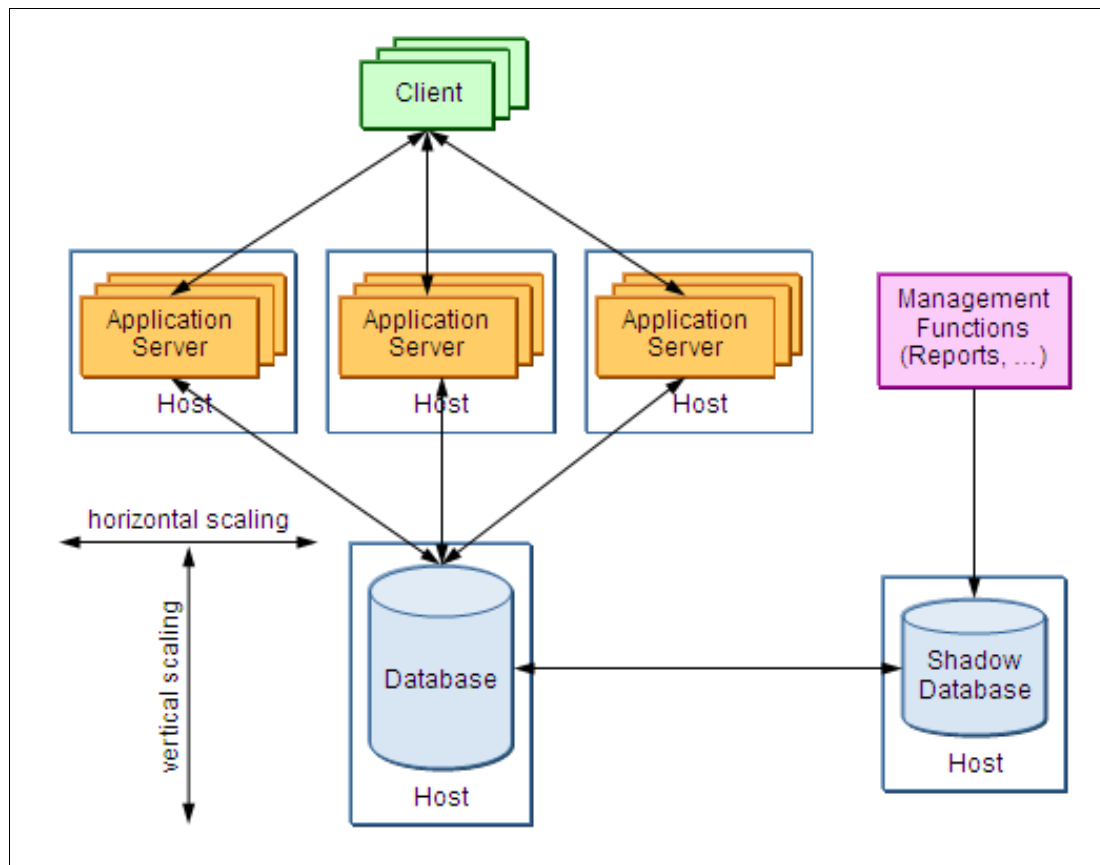 Client
Application
Server
Host
Application
Server
Host
Application
Server
Host
Management
Functions
(Reports, ...)
horizontal scaling
vertical scaling
Database
Host
Shadow
Database
Host